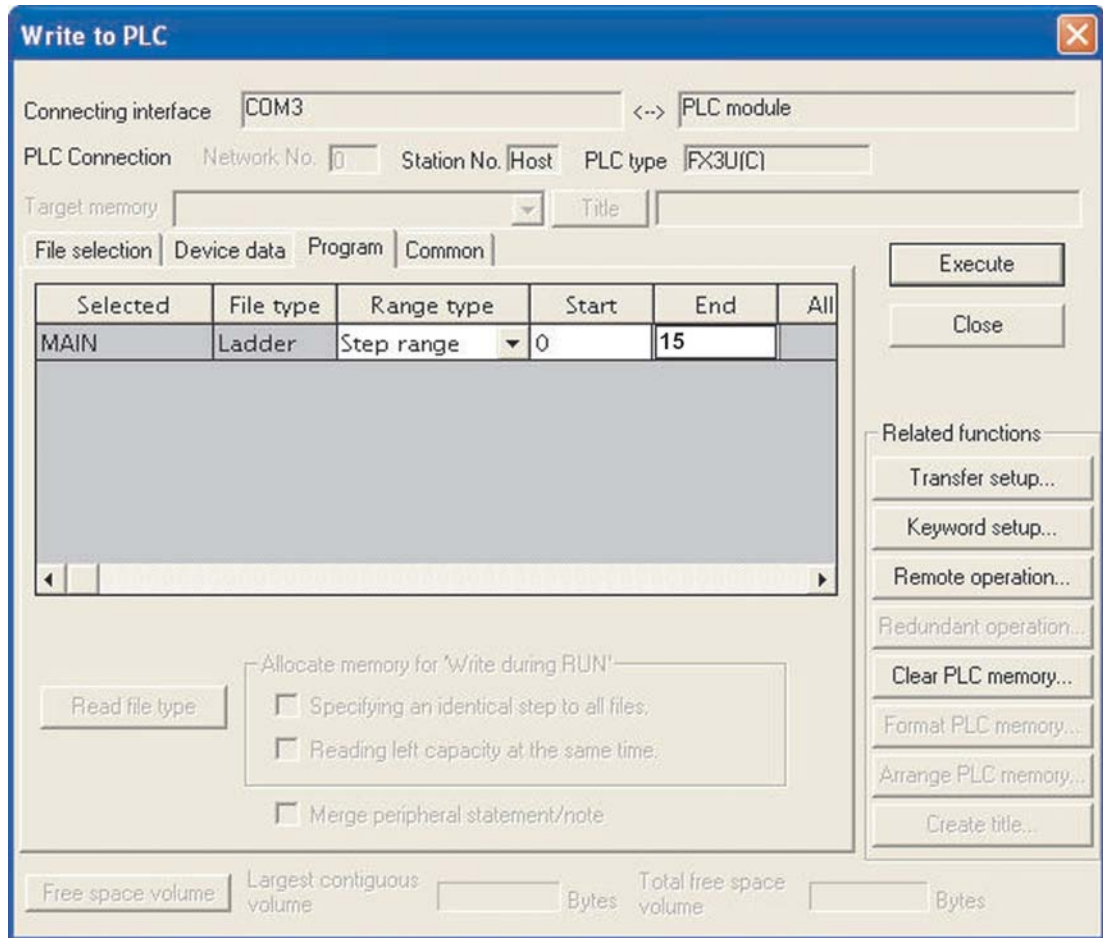 Write to PLC
Connecting interface COM3 <--> PLC module
PLC Connection Network No. 0 Station No. Host PLC type FX3U(C)
Target memory Title
File selection Device data Program Common
Execute
Close
Selected File type Range type Start End All
MAIN Ladder Step range 0 15
Related functions
Transfer setup...
Keyword setup...
Remote operation...
Redundant operation...
Clear PLC memory...
Format PLC memory...
Arrange PLC memory...
Create title...
Allocate memory for 'Write during RUN'
Read file type
Specifying an identical step to all files.
Reading left capacity at the same time.
Merge peripheral statement/note
Free space volume
Largest contiguous
volume
Bytes
Total free space
volume
Bytes